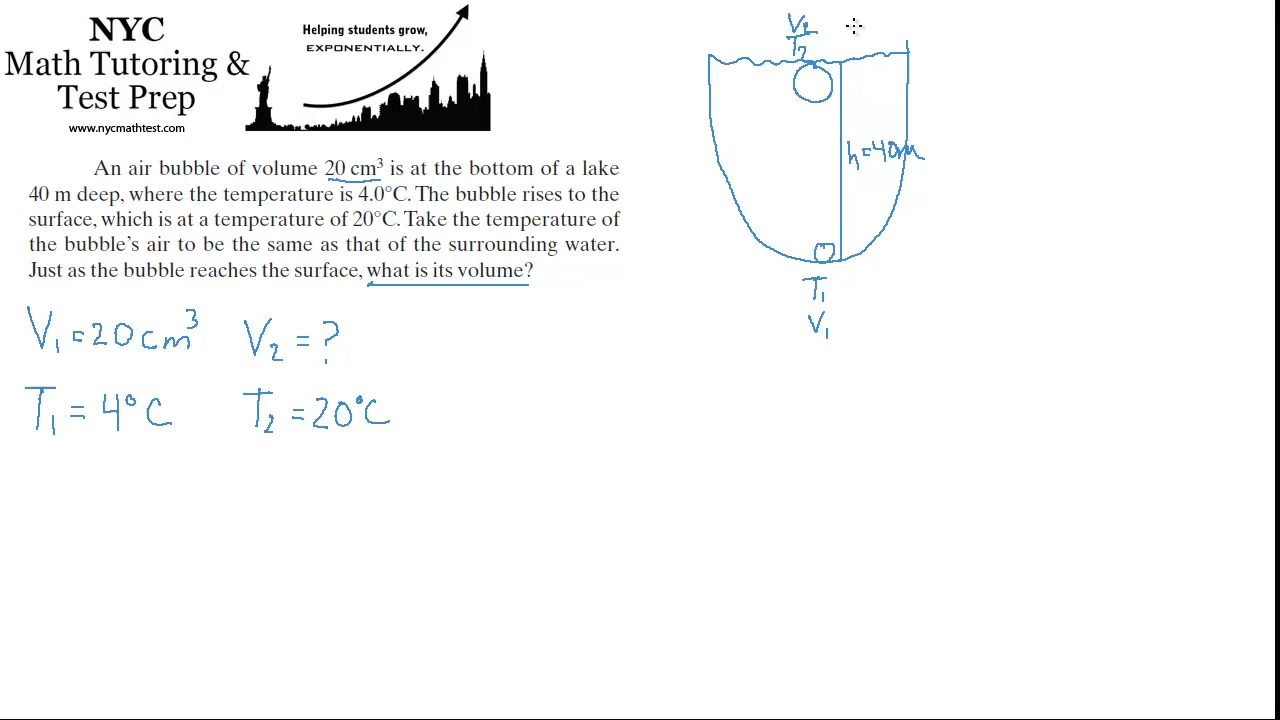 NYC
Math Tutoring &
Test Prep
www.nycmathtest.com
Helping students grow,
EXPONENTIALLY.
An air bubble of volume 20 cm³ is at the bottom of a lake
40 m deep, where the temperature is 4.0°C. The bubble rises to the
surface, which is at a temperature of 20°C. Take the temperature of
the bubble's air to be the same as that of the surrounding water.
Just as the bubble reaches the surface, what is its volume?
V₁ = 20 cm³ V₂ = ?
T₁ = 4°C T₂ = 20°C
V₂
T₂
h = 40m
T₁
V₁